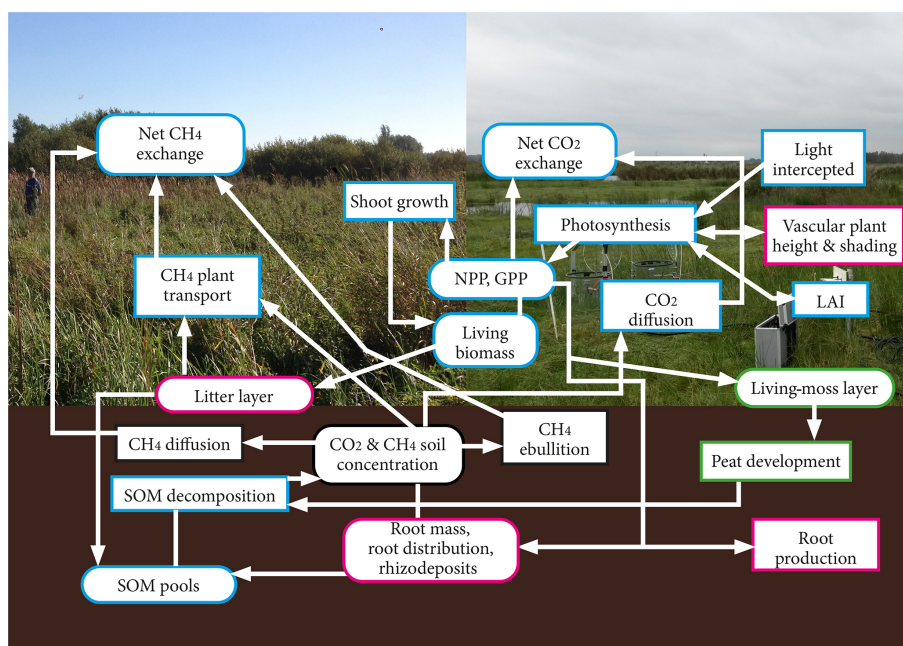 Net CH4
exchange
Net CO2
exchange
Light
intercepted
Shoot growth
Photosynthesis
Vascular plant
height & shading
CH4 plant
transport
NPP, GPP
CO2
diffusion
LAI
Living
biomass
Litter layer
Living-moss layer
CH4 diffusion
CO2 & CH4 soil
concentration
CH4
ebullition
Peat development
SOM decomposition
Root mass,
root distribution,
rhizodeposits
Root
production
SOM pools